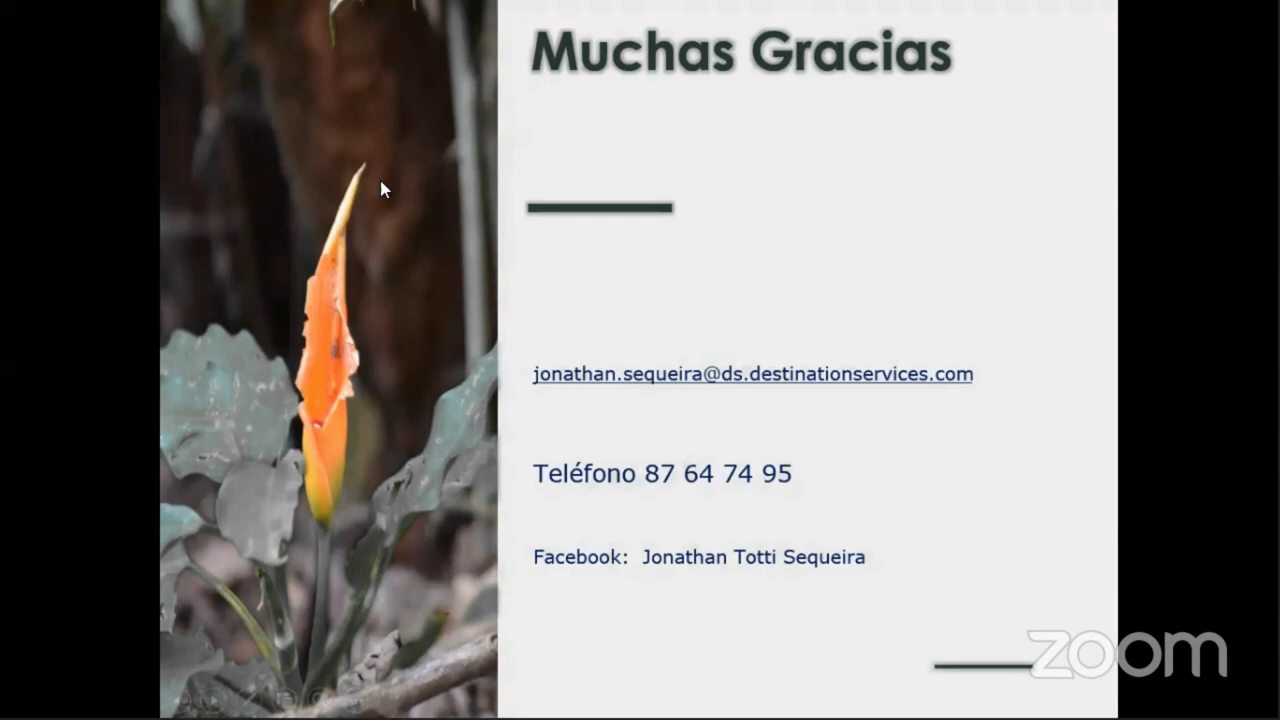 Muchas Gracias
jonathan.sequeira@ds.destinationservices.com
Teléfono 87 64 74 95
Facebook: Jonathan Totti Sequeira
zoom